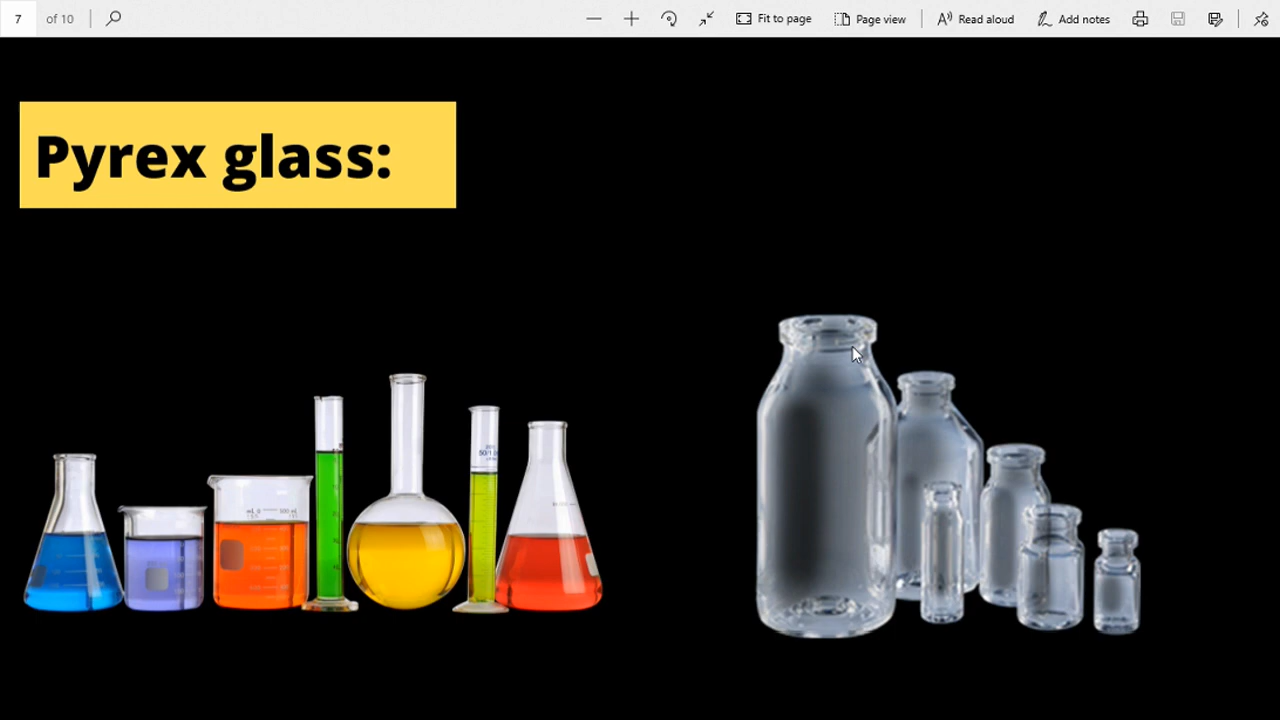 7 of 10 Fit to page Page view Read aloud Add notes
Pyrex glass: